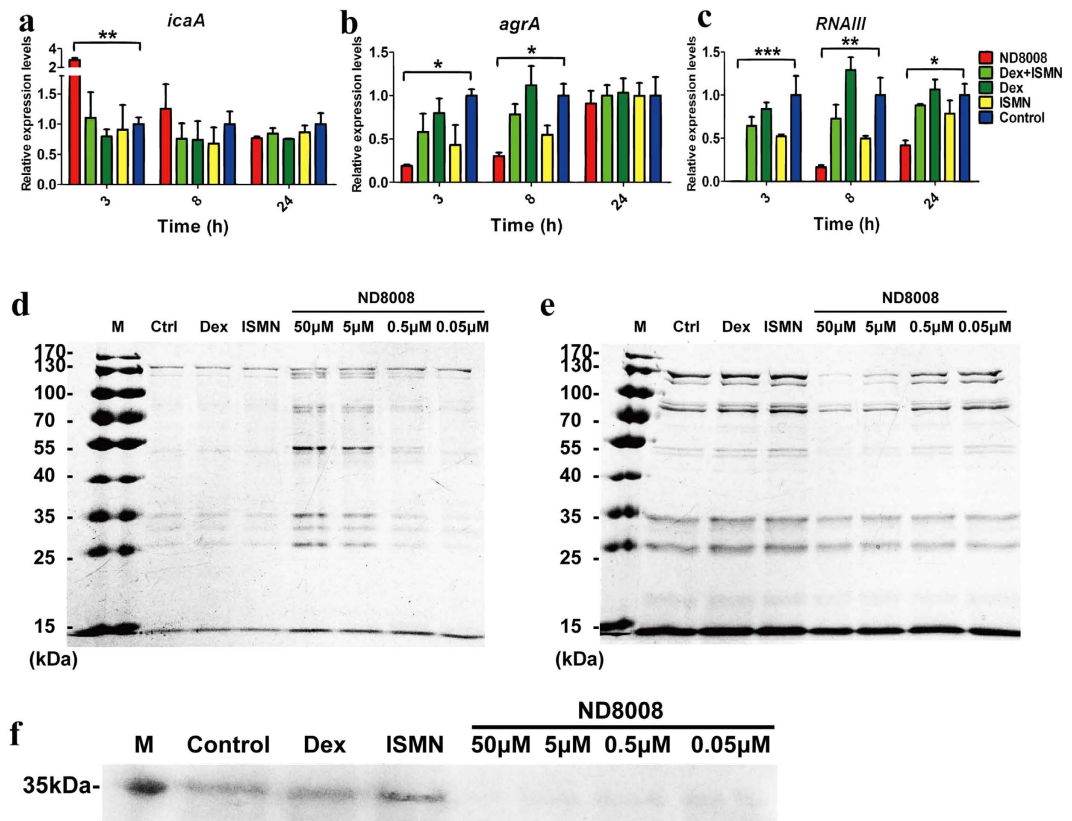 a
icaA
Relative expression levels
4
2
1.5
1.0
0.5
0.0
**
3
8
24
Time (h)
b
agrA
Relative expression levels
1.5
1.0
0.5
0.0
*
*
3
8
24
Time (h)
c
RNAIII
Relative expression levels
1.5
1.0
0.5
0.0
***
**
*
3
8
24
Time (h)
ND8008
Dex+ISMN
Dex
ISMN
Control
d
ND8008
M Ctrl Dex ISMN 50µM 5µM 0.5µM 0.05µM
170-
130-
100-
70 -
55 -
40 -
35 -
25 -
15 -
(kDa)
e
ND8008
M Ctrl Dex ISMN 50µM 5µM 0.5µM 0.05µM
170-
130-
100-
70 -
55 -
40 -
35 -
25 -
15 -
(kDa)
f
ND8008
M Control Dex ISMN 50µM 5µM 0.5µM 0.05µM
35kDa-